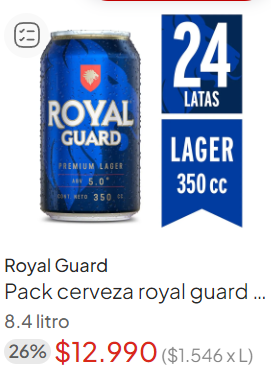 ROYAL
GUARD
PREMIUM LAGER
ABV 5.0°
CONT. NETO 350 CC
24
LATAS
LAGER
350 cc
Royal Guard
Pack cerveza royal guard ...
8.4 litro
26% $12.990 ($1.546 x L)